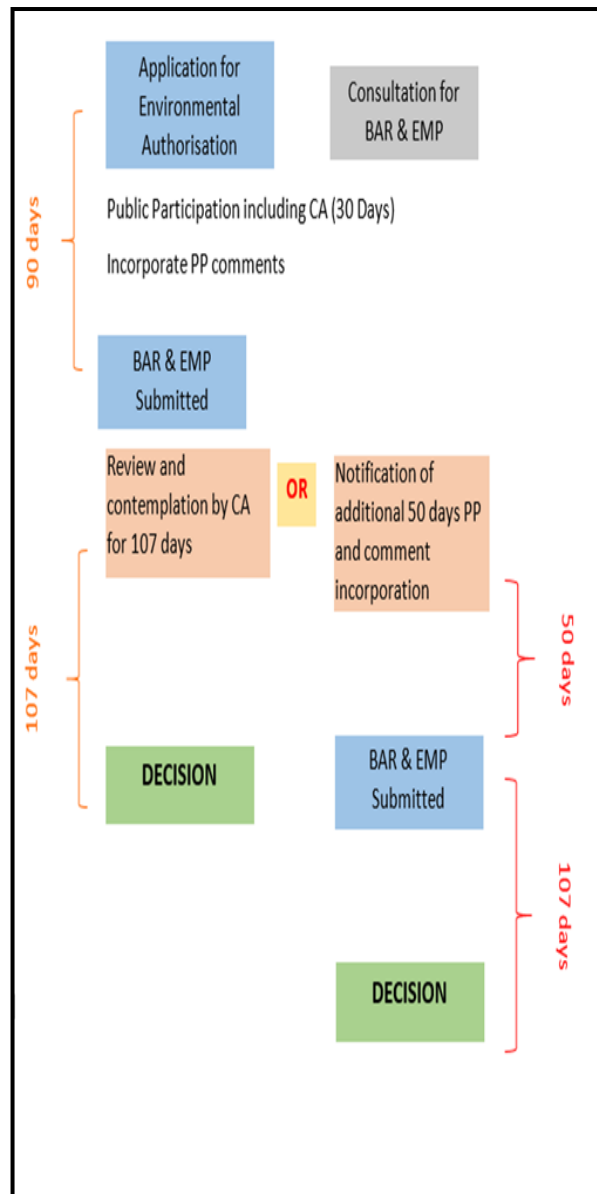 Application for
Environmental
Authorisation
Consultation for
BAR & EMP
90 days
Public Participation including CA (30 Days)
Incorporate PP comments
BAR & EMP
Submitted
Review and
contemplation by CA
for 107 days
OR
Notification of
additional 50 days PP
and comment
incorporation
107 days
50 days
DECISION
BAR & EMP
Submitted
107 days
DECISION